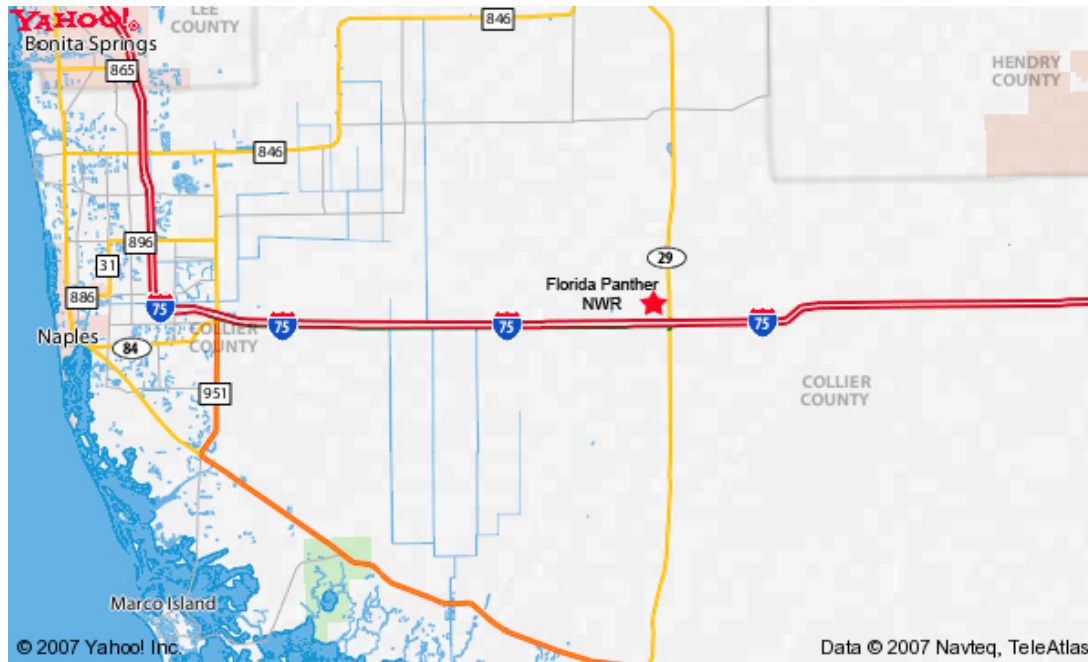 YAHOO!®
LEE
COUNTY
846
Bonita Springs
865
HENDRY
COUNTY
846
896
31
29
886
Florida Panther
NWR
75
75
75
75
Naples
84
COLLIER
COUNTY
951
COLLIER
COUNTY
Marco Island
© 2007 Yahoo! Inc.
Data © 2007 Navteq, TeleAtlas